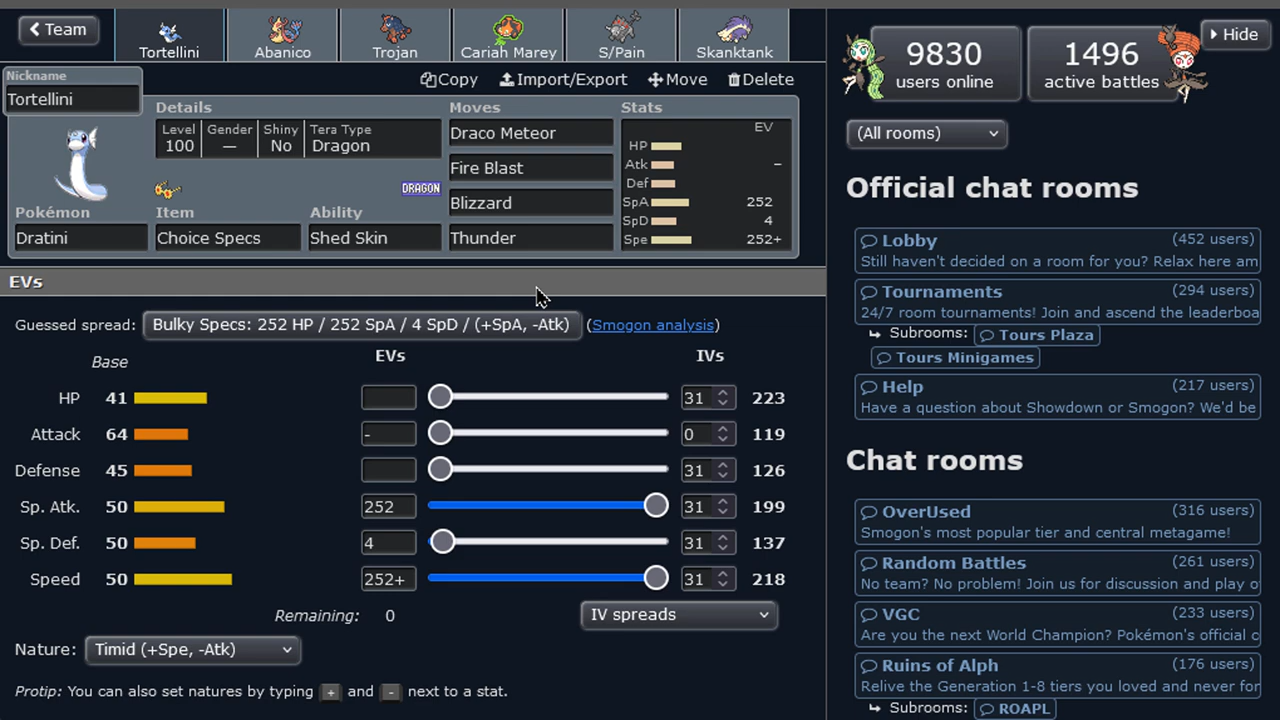 Team
Tortellini
Abanico
Trojan
Cariah Marey
S/Pain
Skanktank
Copy
Import/Export
Move
Delete
Nickname
Tortellini
Details
Level
100
Gender
—
Shiny
No
Tera Type
Dragon
DRAGON
Pokémon
Dratini
Item
Choice Specs
Ability
Shed Skin
Moves
Draco Meteor
Fire Blast
Blizzard
Thunder
Stats
EV
HP
Atk –
Def
SpA 252
SpD 4
Spe 252+
EVs
Guessed spread: Bulky Specs: 252 HP / 252 SpA / 4 SpD / (+SpA, -Atk) (Smogon analysis)
Base EVs IVs
HP 41 31 223
Attack 64 - 0 119
Defense 45 31 126
Sp. Atk. 50 252 31 199
Sp. Def. 50 4 31 137
Speed 50 252+ 31 218
Remaining: 0
IV spreads
Nature: Timid (+Spe, -Atk)
Protip: You can also set natures by typing + and - next to a stat.
9830
users online
1496
active battles
Hide
(All rooms)
Official chat rooms
Lobby (452 users)
Still haven't decided on a room for you? Relax here am
Tournaments (294 users)
24/7 room tournaments! Join and ascend the leaderboa
Subrooms: Tours Plaza
Tours Minigames
Help (217 users)
Have a question about Showdown or Smogon? We'd be
Chat rooms
OverUsed (316 users)
Smogon's most popular tier and central metagame!
Random Battles (261 users)
No team? No problem! Join us for discussion and play o
VGC (233 users)
Are you the next World Champion? Pokémon's official c
Ruins of Alph (176 users)
Relive the Generation 1-8 tiers you loved and never for
Subrooms: ROAPL